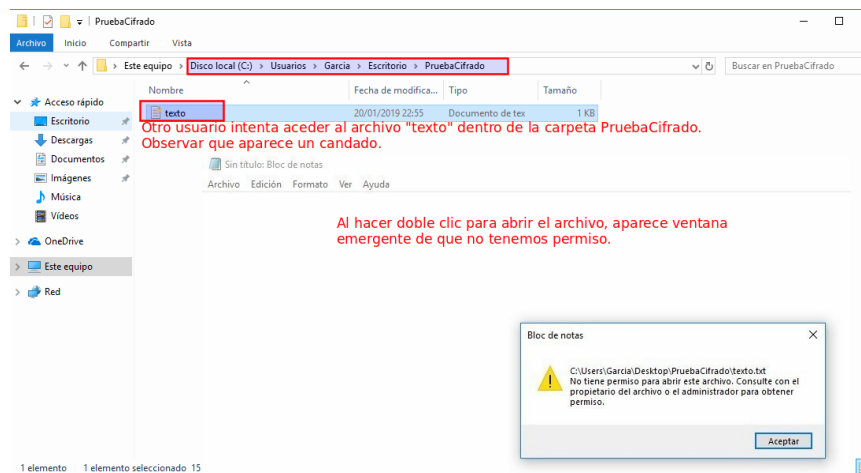 PruebaCifrado
Archivo Inicio Compartir Vista
Este equipo > Disco local (C:) > Usuarios > Garcia > Escritorio > PruebaCifrado
Buscar en PruebaCifrado
Nombre Fecha de modifica... Tipo Tamaño
Acceso rápido
Escritorio
Descargas
Documentos
Imágenes
Música
Vídeos
OneDrive
Este equipo
Red
texto 20/01/2019 22:55 Documento de tex 1 KB
Otro usuario intenta aceder al archivo "texto" dentro de la carpeta PruebaCifrado.
Observar que aparece un candado.
Sin título: Bloc de notas
Archivo Edición Formato Ver Ayuda
Al hacer doble clic para abrir el archivo, aparece ventana
emergente de que no tenemos permiso.
Bloc de notas
C:\Users\Garcia\Desktop\PruebaCifrado\texto.txt
No tiene permiso para abrir este archivo. Consulte con el
propietario del archivo o el administrador para obtener
permiso.
Aceptar
1 elemento 1 elemento seleccionado 15